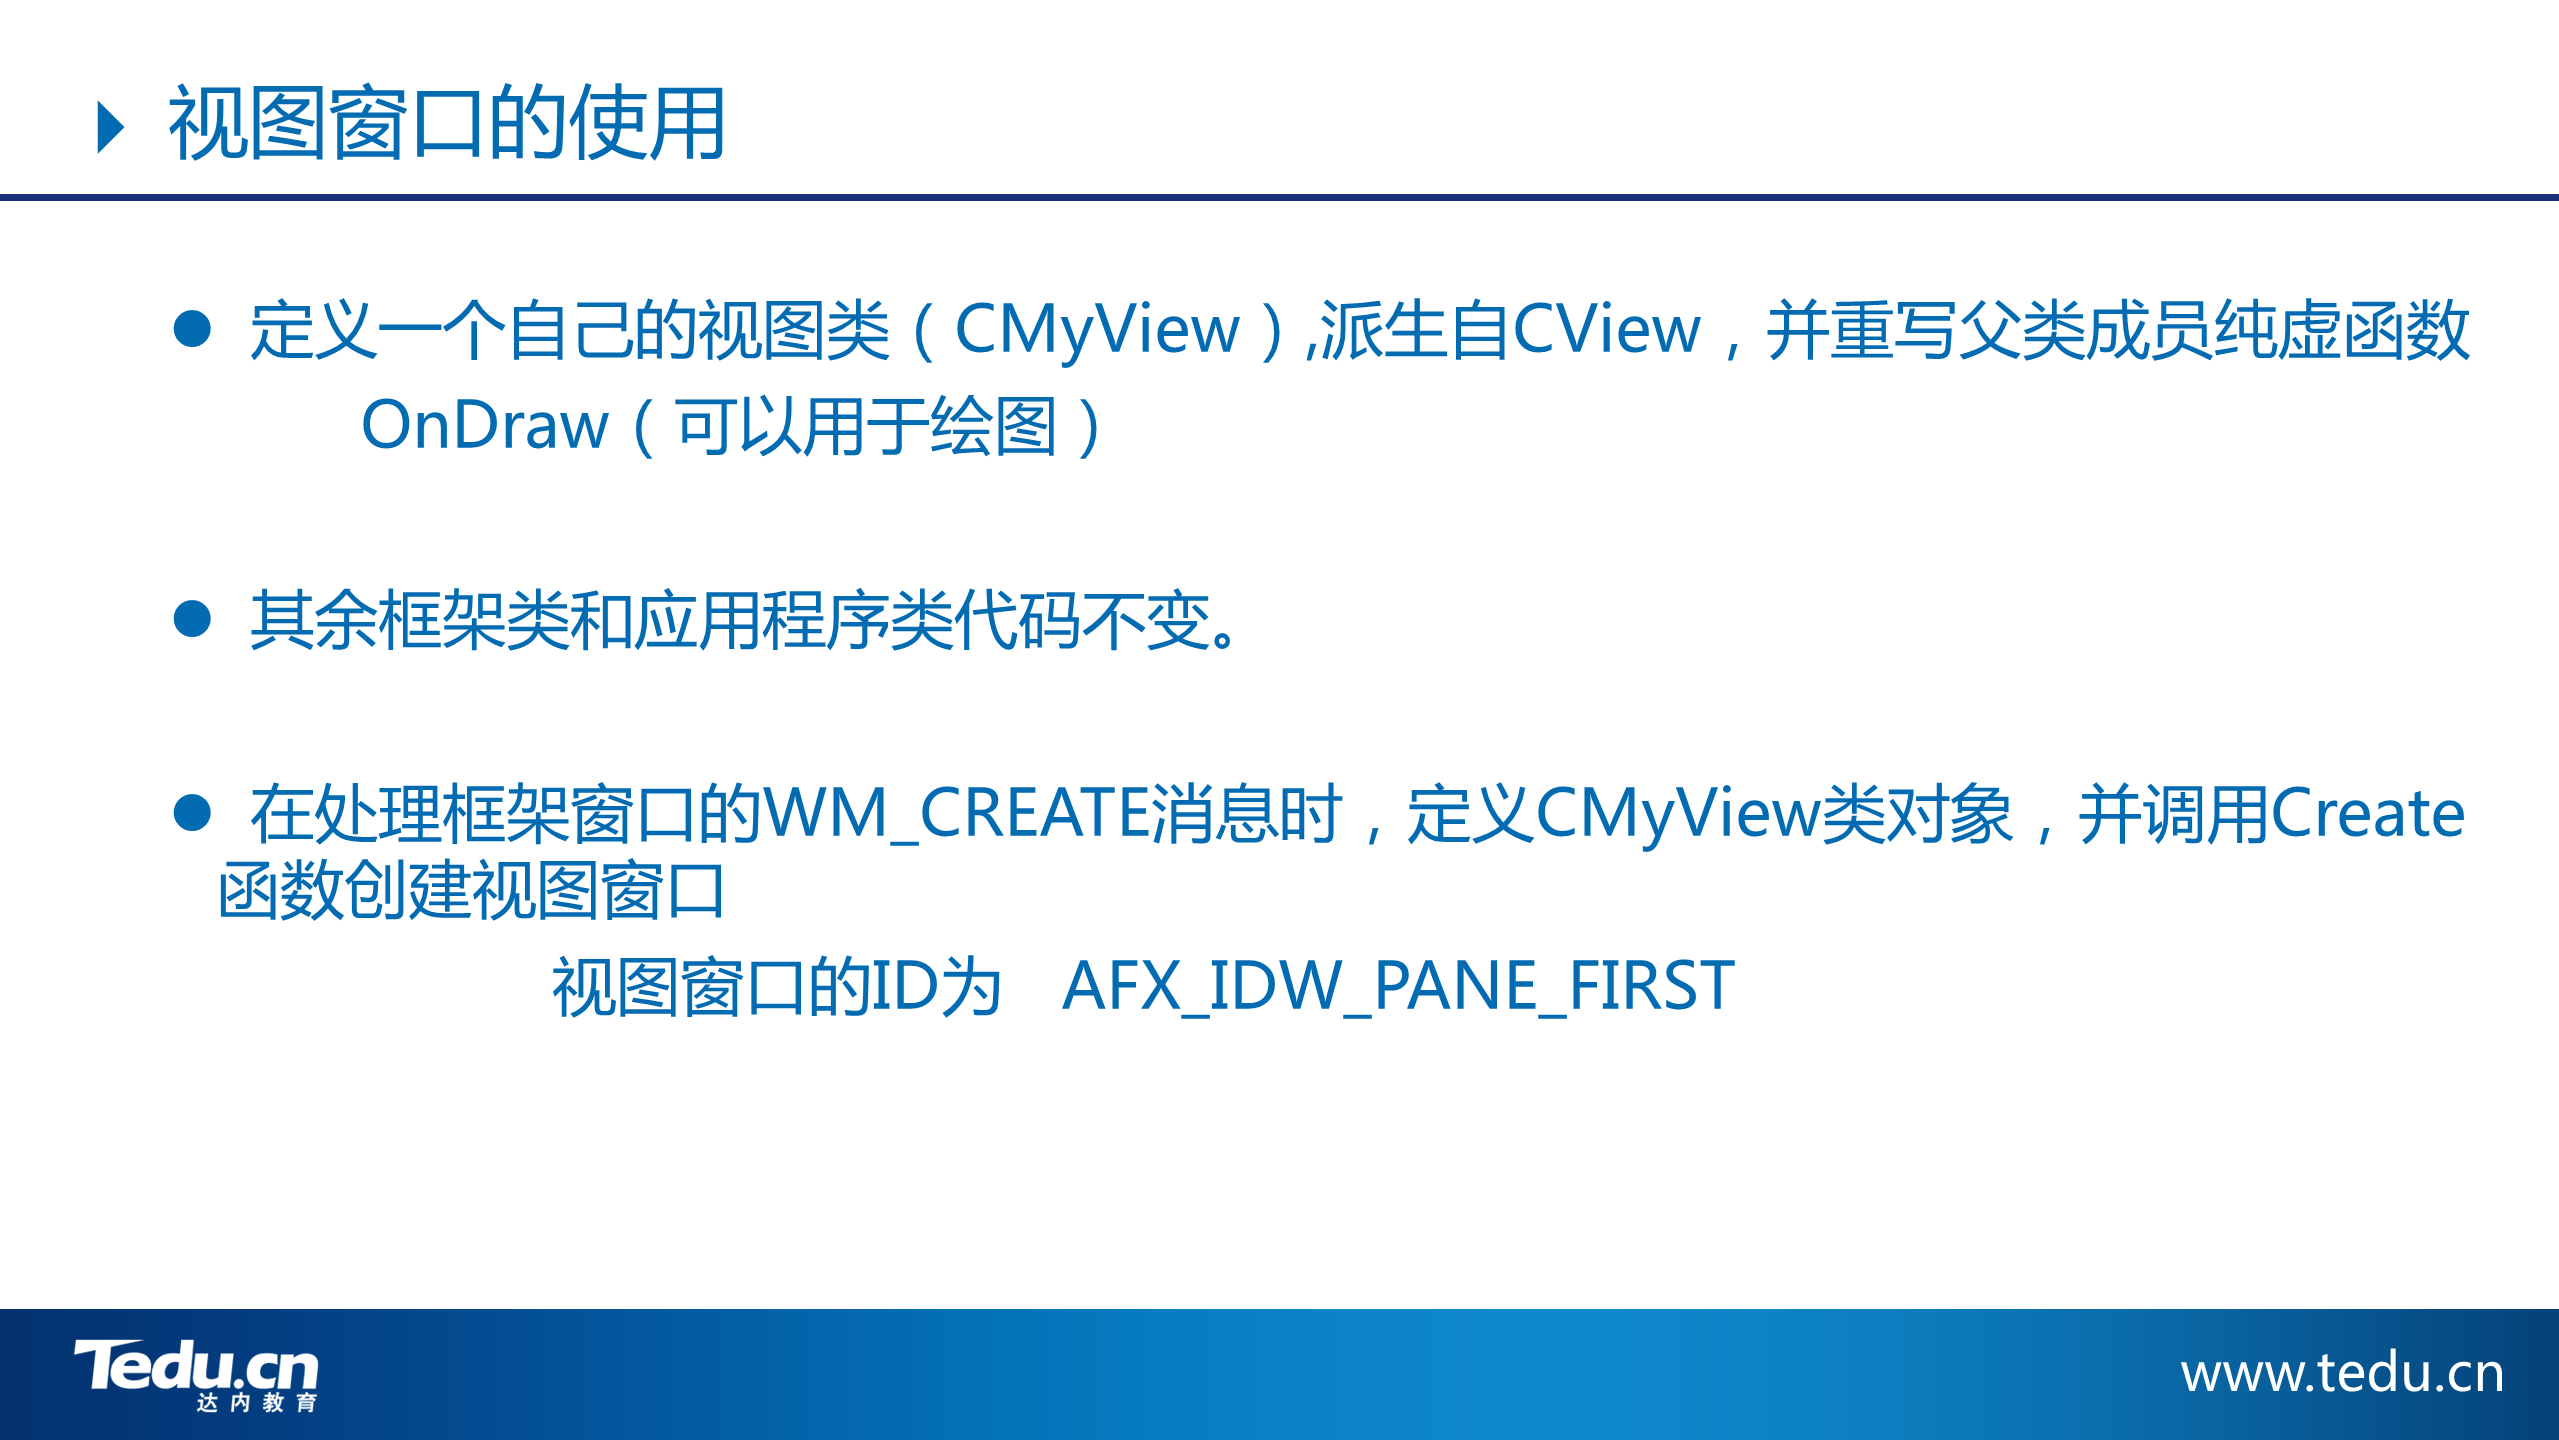 视图窗口的使用
● 定义一个自己的视图类（CMyView）,派生自CView，并重写父类成员纯虚函数
OnDraw（可以用于绘图）
● 其余框架类和应用程序类代码不变。
● 在处理框架窗口的WM_CREATE消息时，定义CMyView类对象，并调用Create
函数创建视图窗口
视图窗口的ID为　AFX_IDW_PANE_FIRST
Tedu.cn
达内教育
www.tedu.cn